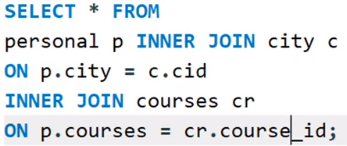 SELECT * FROM
personal p INNER JOIN city c
ON p.city = c.cid
INNER JOIN courses cr
ON p.courses = cr.course_id;